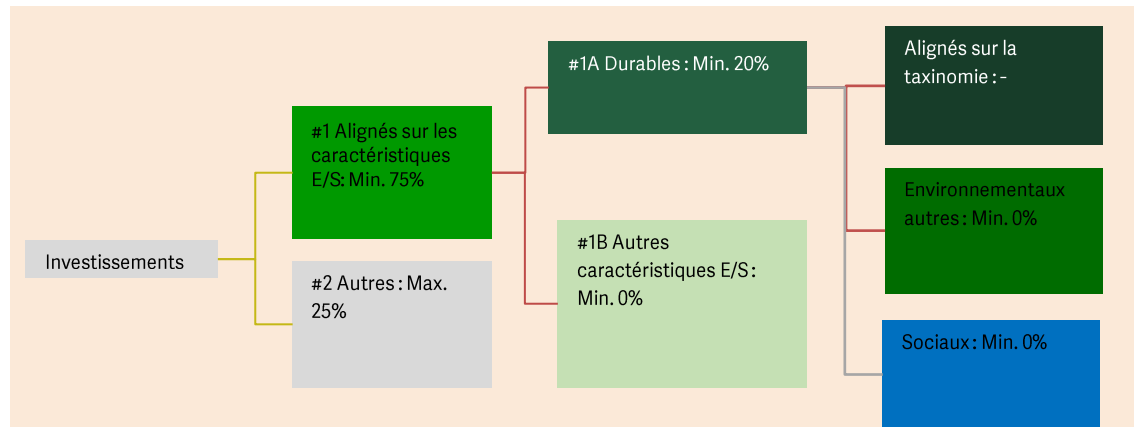 Investissements
#1 Alignés sur les
caractéristiques
E/S: Min. 75%
#2 Autres : Max.
25%
#1A Durables : Min. 20%
#1B Autres
caractéristiques E/S :
Min. 0%
Alignés sur la
taxinomie : -
Environnementaux
autres : Min. 0%
Sociaux : Min. 0%